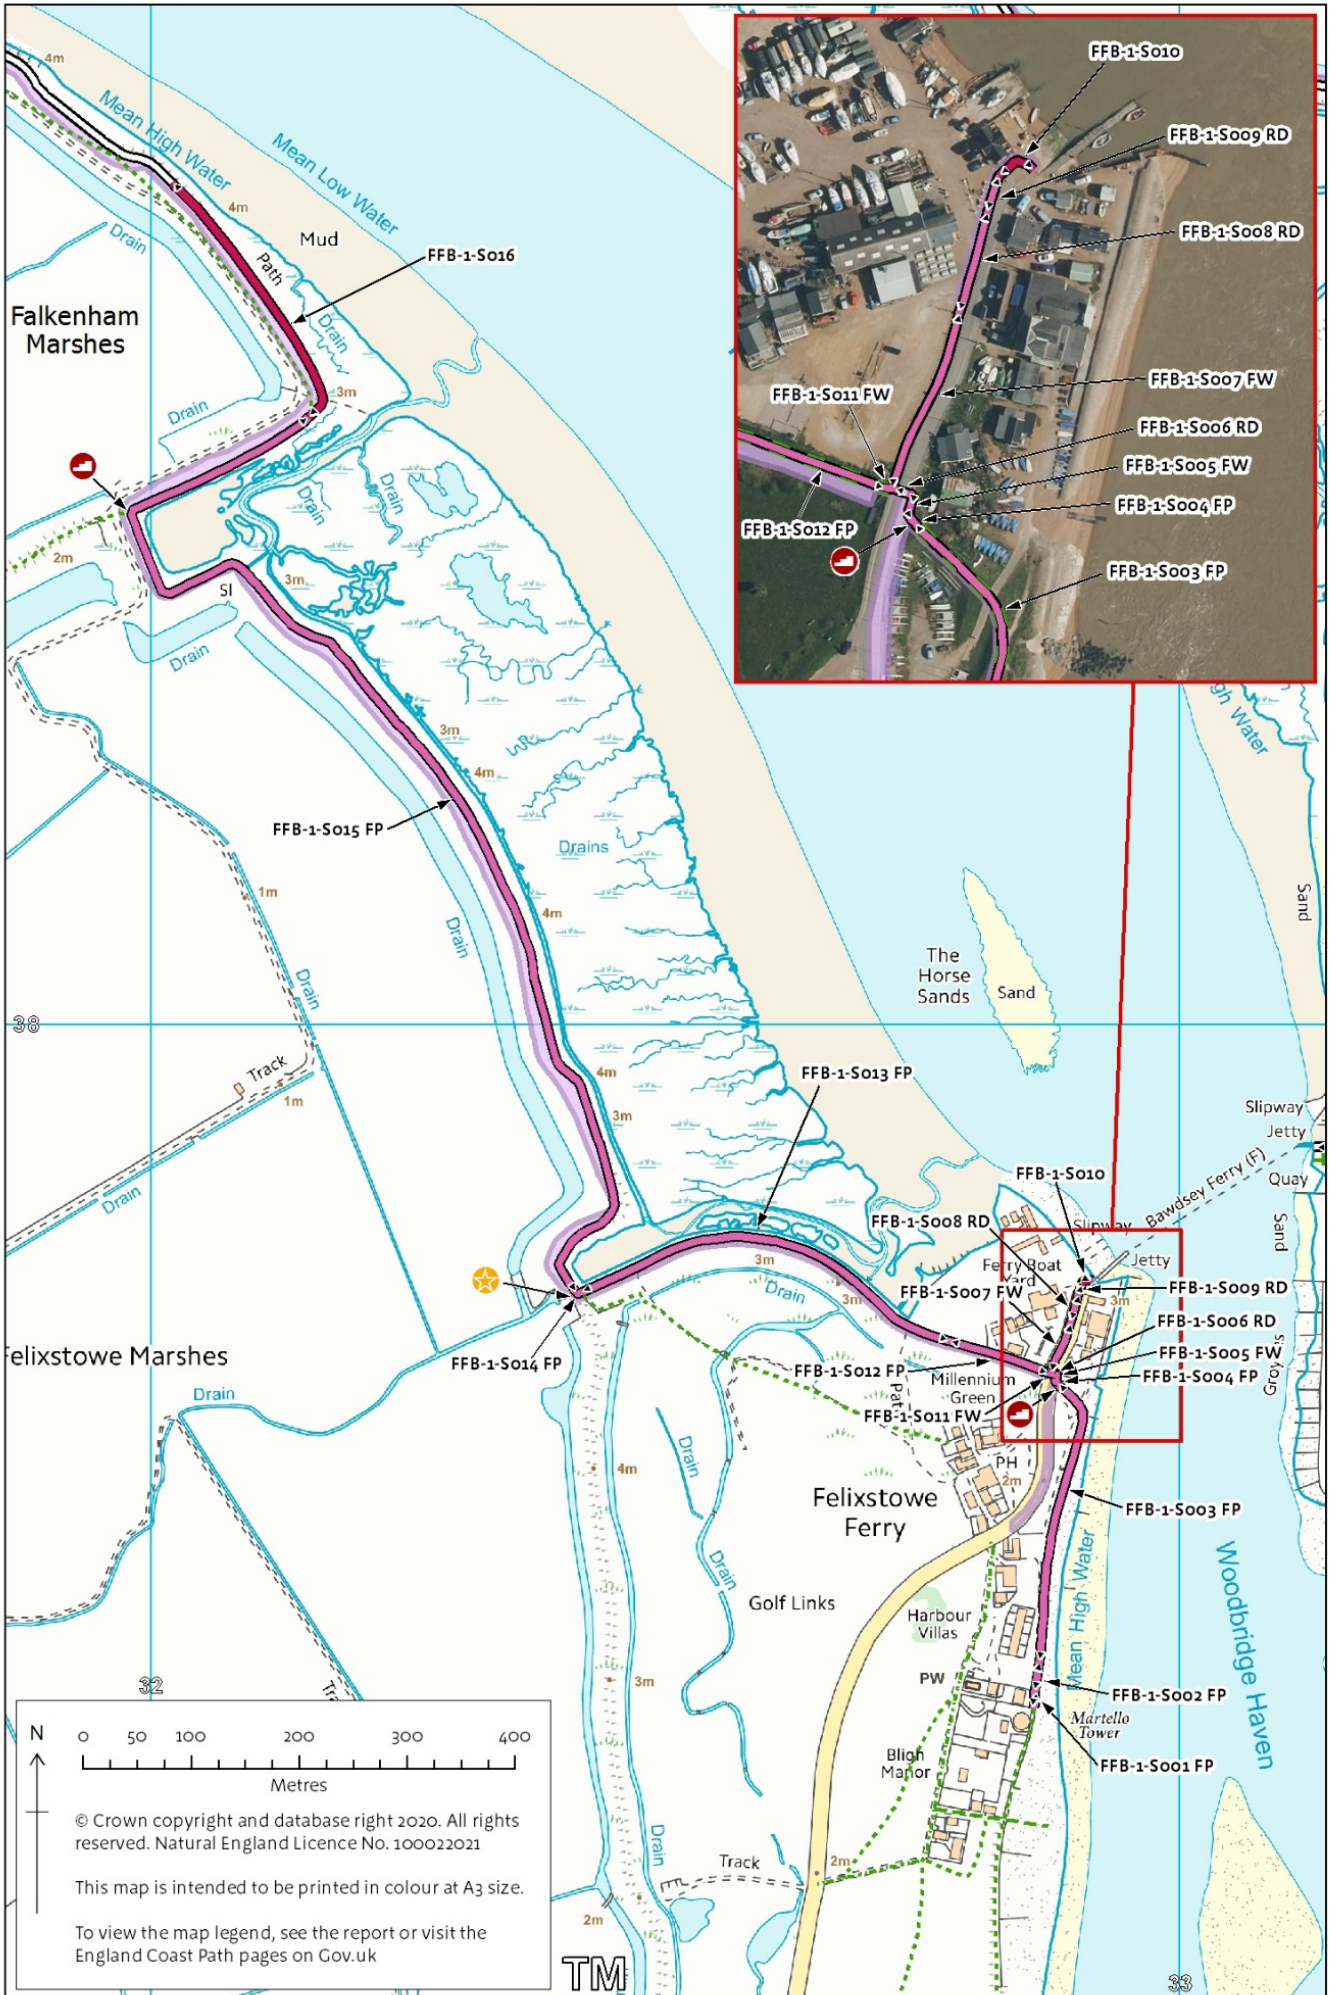 4m
Mean High Water
Mean Low Water
4m
Drain
Mud
Path
FFB-1-S016
Falkenham
Marshes
Drain
3m
Drain
Drain
Drain
2m
3m
SI
Drain
3m
4m
FFB-1-S015 FP
Drains
1m
4m
Drain
Drain
38
Track
1m
4m
3m
Drain
FFB-1-S010
FFB-1-S009 RD
FFB-1-S008 RD
FFB-1-S007 FW
FFB-1-S011 FW
FFB-1-S006 RD
FFB-1-S005 FW
FFB-1-S004 FP
FFB-1-S012 FP
FFB-1-S003 FP
gh Water
Sand
The
Horse
Sands
Sand
FFB-1-S013 FP
Slipway
Jetty
Bawdsey Ferry (F)
Quay
FFB-1-S010
FFB-1-S008 RD
Slipway
Sand
3m
Ferry Boat
Yard
Jetty
FFB-1-S007 FW
FFB-1-S009 RD
3m
Drain
3m
FFB-1-S006 RD
FFB-1-S005 FW
FFB-1-S014 FP
FFB-1-S012 FP
FFB-1-S004 FP
Millennium
Green
FFB-1-S011 FW
elixstowe Marshes
Drain
Drain
PH
2m
4m
Felixstowe
Ferry
FFB-1-S003 FP
Mean High Water
Woodbridge Haven
Drain
Golf Links
Harbour
Villas
PW
3m
FFB-1-S002 FP
Martello
Tower
Bligh
Manor
FFB-1-S001 FP
32
Drain
Track
2m
2m
TM
33
N
0 50 100 200 300 400
Metres
© Crown copyright and database right 2020. All rights
reserved. Natural England Licence No. 100022021
This map is intended to be printed in colour at A3 size.
To view the map legend, see the report or visit the
England Coast Path pages on Gov.uk